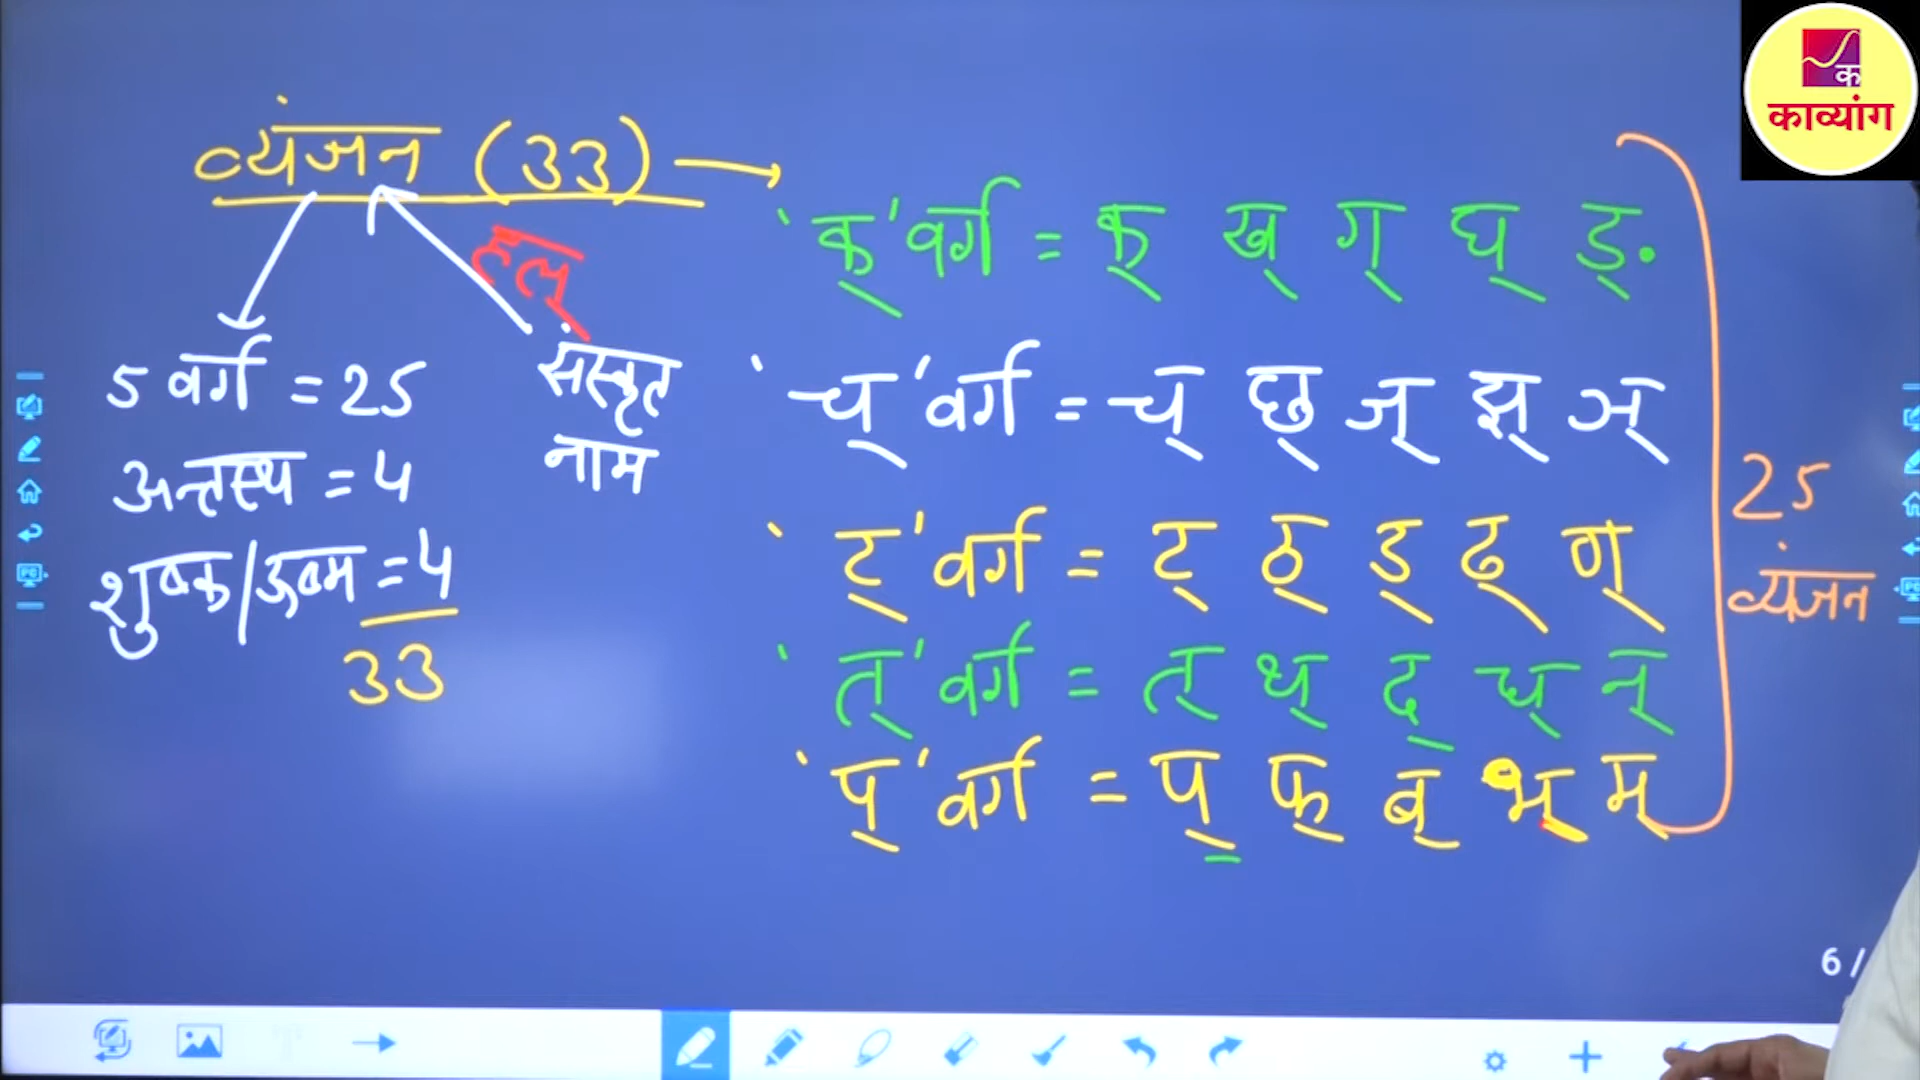 व्यंजन (33) →
हल्
संस्कृत
नाम
5 वर्ग = 25
अन्तस्थ = 4
शुष्क/ऊष्म = 4
33
'क्' वर्ग = क् ख् ग् घ् ङ्
'च्' वर्ग = च् छ् ज् झ् ञ्
'ट्' वर्ग = ट् ठ् ड् ढ् ण्
'त्' वर्ग = त् थ् द् ध् न्
'प्' वर्ग = प् फ् ब् भ् म्
25
व्यंजन
क
काव्यांग
6 /